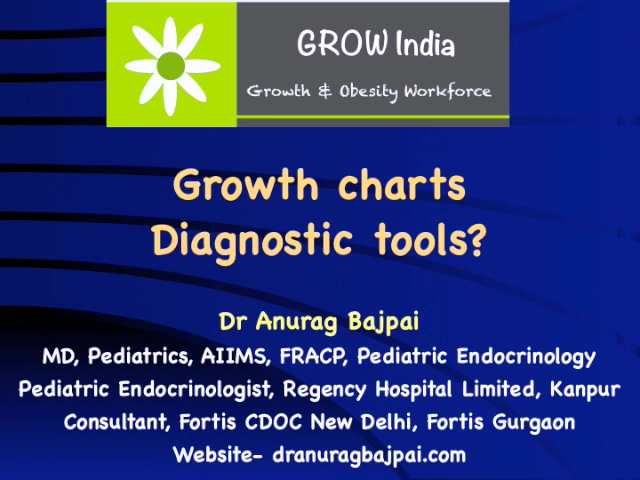 GROW India
Growth & Obesity Workforce
Growth charts
Diagnostic tools?
Dr Anurag Bajpai
MD, Pediatrics, AIIMS, FRACP, Pediatric Endocrinology
Pediatric Endocrinologist, Regency Hospital Limited, Kanpur
Consultant, Fortis CDOC New Delhi, Fortis Gurgaon
Website- dranuragbajpai.com